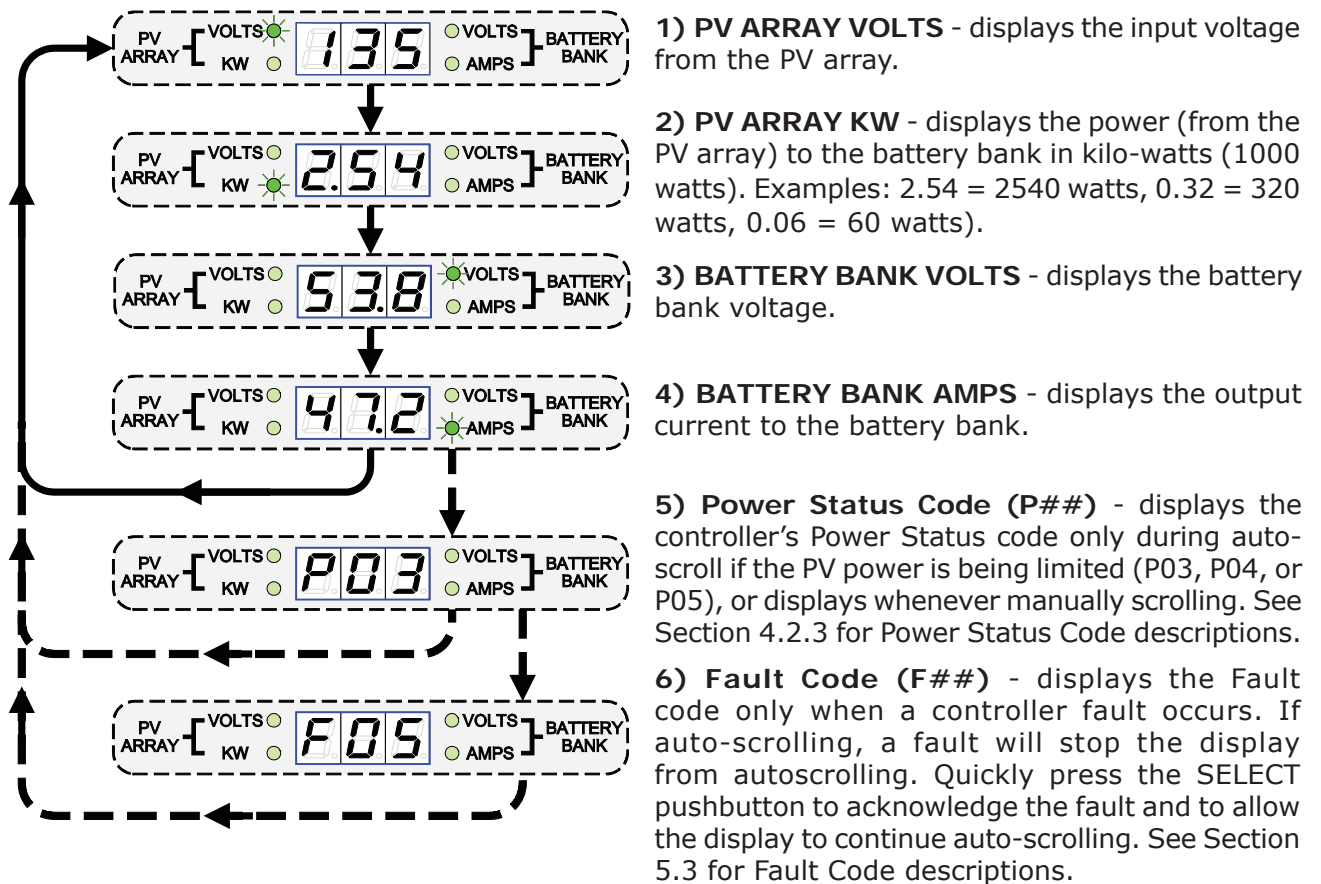 PV ARRAY VOLTS KW 135 VOLTS AMPS BATTERY BANK
1) PV ARRAY VOLTS - displays the input voltage
from the PV array.
PV ARRAY VOLTS KW 2.54 VOLTS AMPS BATTERY BANK
2) PV ARRAY KW - displays the power (from the
PV array) to the battery bank in kilo-watts (1000
watts). Examples: 2.54 = 2540 watts, 0.32 = 320
watts, 0.06 = 60 watts).
PV ARRAY VOLTS KW 53.8 VOLTS AMPS BATTERY BANK
3) BATTERY BANK VOLTS - displays the battery
bank voltage.
PV ARRAY VOLTS KW 47.2 VOLTS AMPS BATTERY BANK
4) BATTERY BANK AMPS - displays the output
current to the battery bank.
PV ARRAY VOLTS KW P03 VOLTS AMPS BATTERY BANK
5) Power Status Code (P##) - displays the
controller's Power Status code only during auto-
scroll if the PV power is being limited (P03, P04, or
P05), or displays whenever manually scrolling. See
Section 4.2.3 for Power Status Code descriptions.
PV ARRAY VOLTS KW F05 VOLTS AMPS BATTERY BANK
6) Fault Code (F##) - displays the Fault
code only when a controller fault occurs. If
auto-scrolling, a fault will stop the display
from autoscrolling. Quickly press the SELECT
pushbutton to acknowledge the fault and to allow
the display to continue auto-scrolling. See Section
5.3 for Fault Code descriptions.